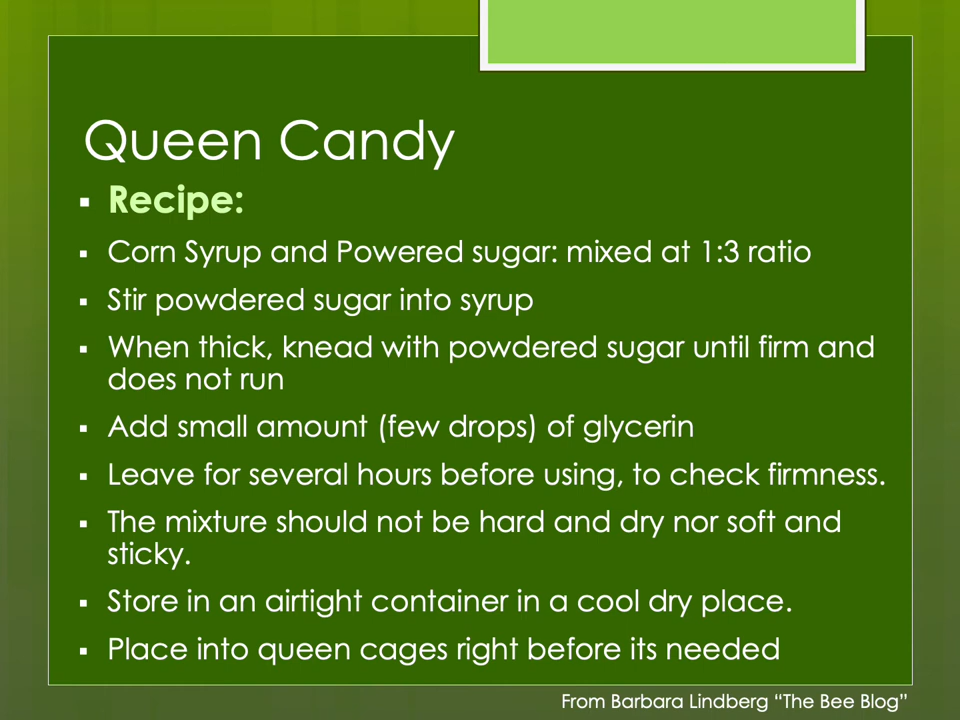 Queen Candy
▪ Recipe:
▪ Corn Syrup and Powered sugar: mixed at 1:3 ratio
▪ Stir powdered sugar into syrup
▪ When thick, knead with powdered sugar until firm and
does not run
▪ Add small amount (few drops) of glycerin
▪ Leave for several hours before using, to check firmness.
▪ The mixture should not be hard and dry nor soft and
sticky.
▪ Store in an airtight container in a cool dry place.
▪ Place into queen cages right before its needed
From Barbara Lindberg “The Bee Blog”